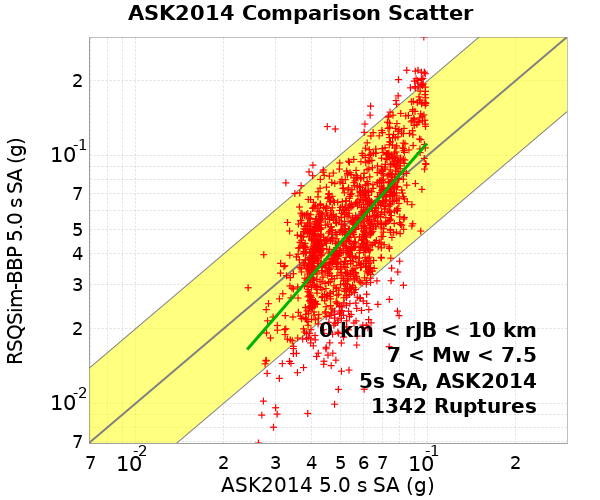 ASK2014 Comparison Scatter
RSQSim-BBP 5.0 s SA (g)
2
10-1
7
5
4
3
2
10-2
7
0 km < rJB < 10 km
7 < Mw < 7.5
5s SA, ASK2014
1342 Ruptures
7 10-2 2 3 4 5 6 7 10-1 2
ASK2014 5.0 s SA (g)